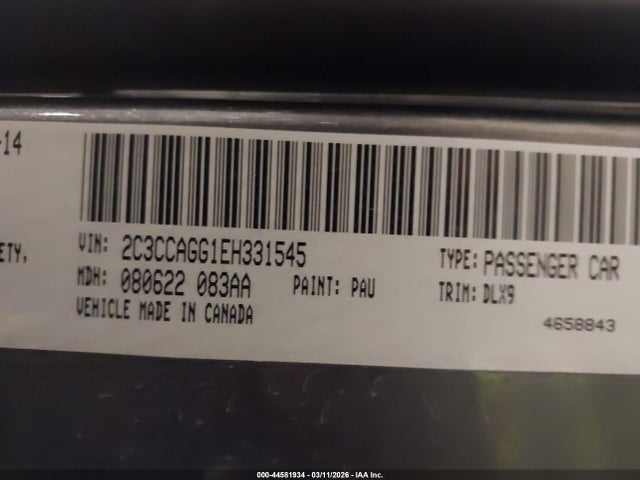 -14
ETY,
VIN: 2C3CCAGG1EH331545
TYPE: PASSENGER CAR
MDH: 080622 083AA
PAINT: PAU
TRIM: DLX9
VEHICLE MADE IN CANADA
4658843
000-44581934 - 03/11/2026 - IAA Inc.